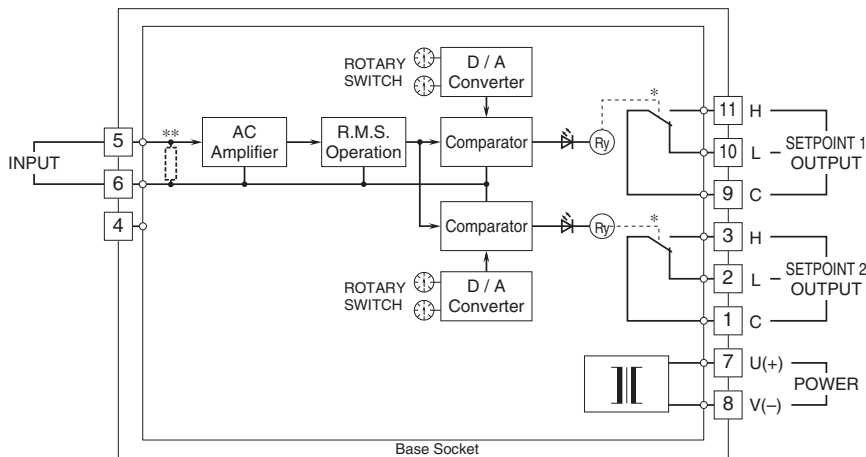 ROTARY
SWITCH
D / A
Converter
*
5
**
AC
Amplifier
R.M.S.
Operation
Comparator
Ry
11 H
INPUT
10 L
SETPOINT 1
OUTPUT
6
9 C
4
Comparator
Ry
*
3 H
ROTARY
SWITCH
D / A
Converter
2 L
SETPOINT 2
OUTPUT
1 C
7 U(+)
POWER
8 V(–)
Base Socket